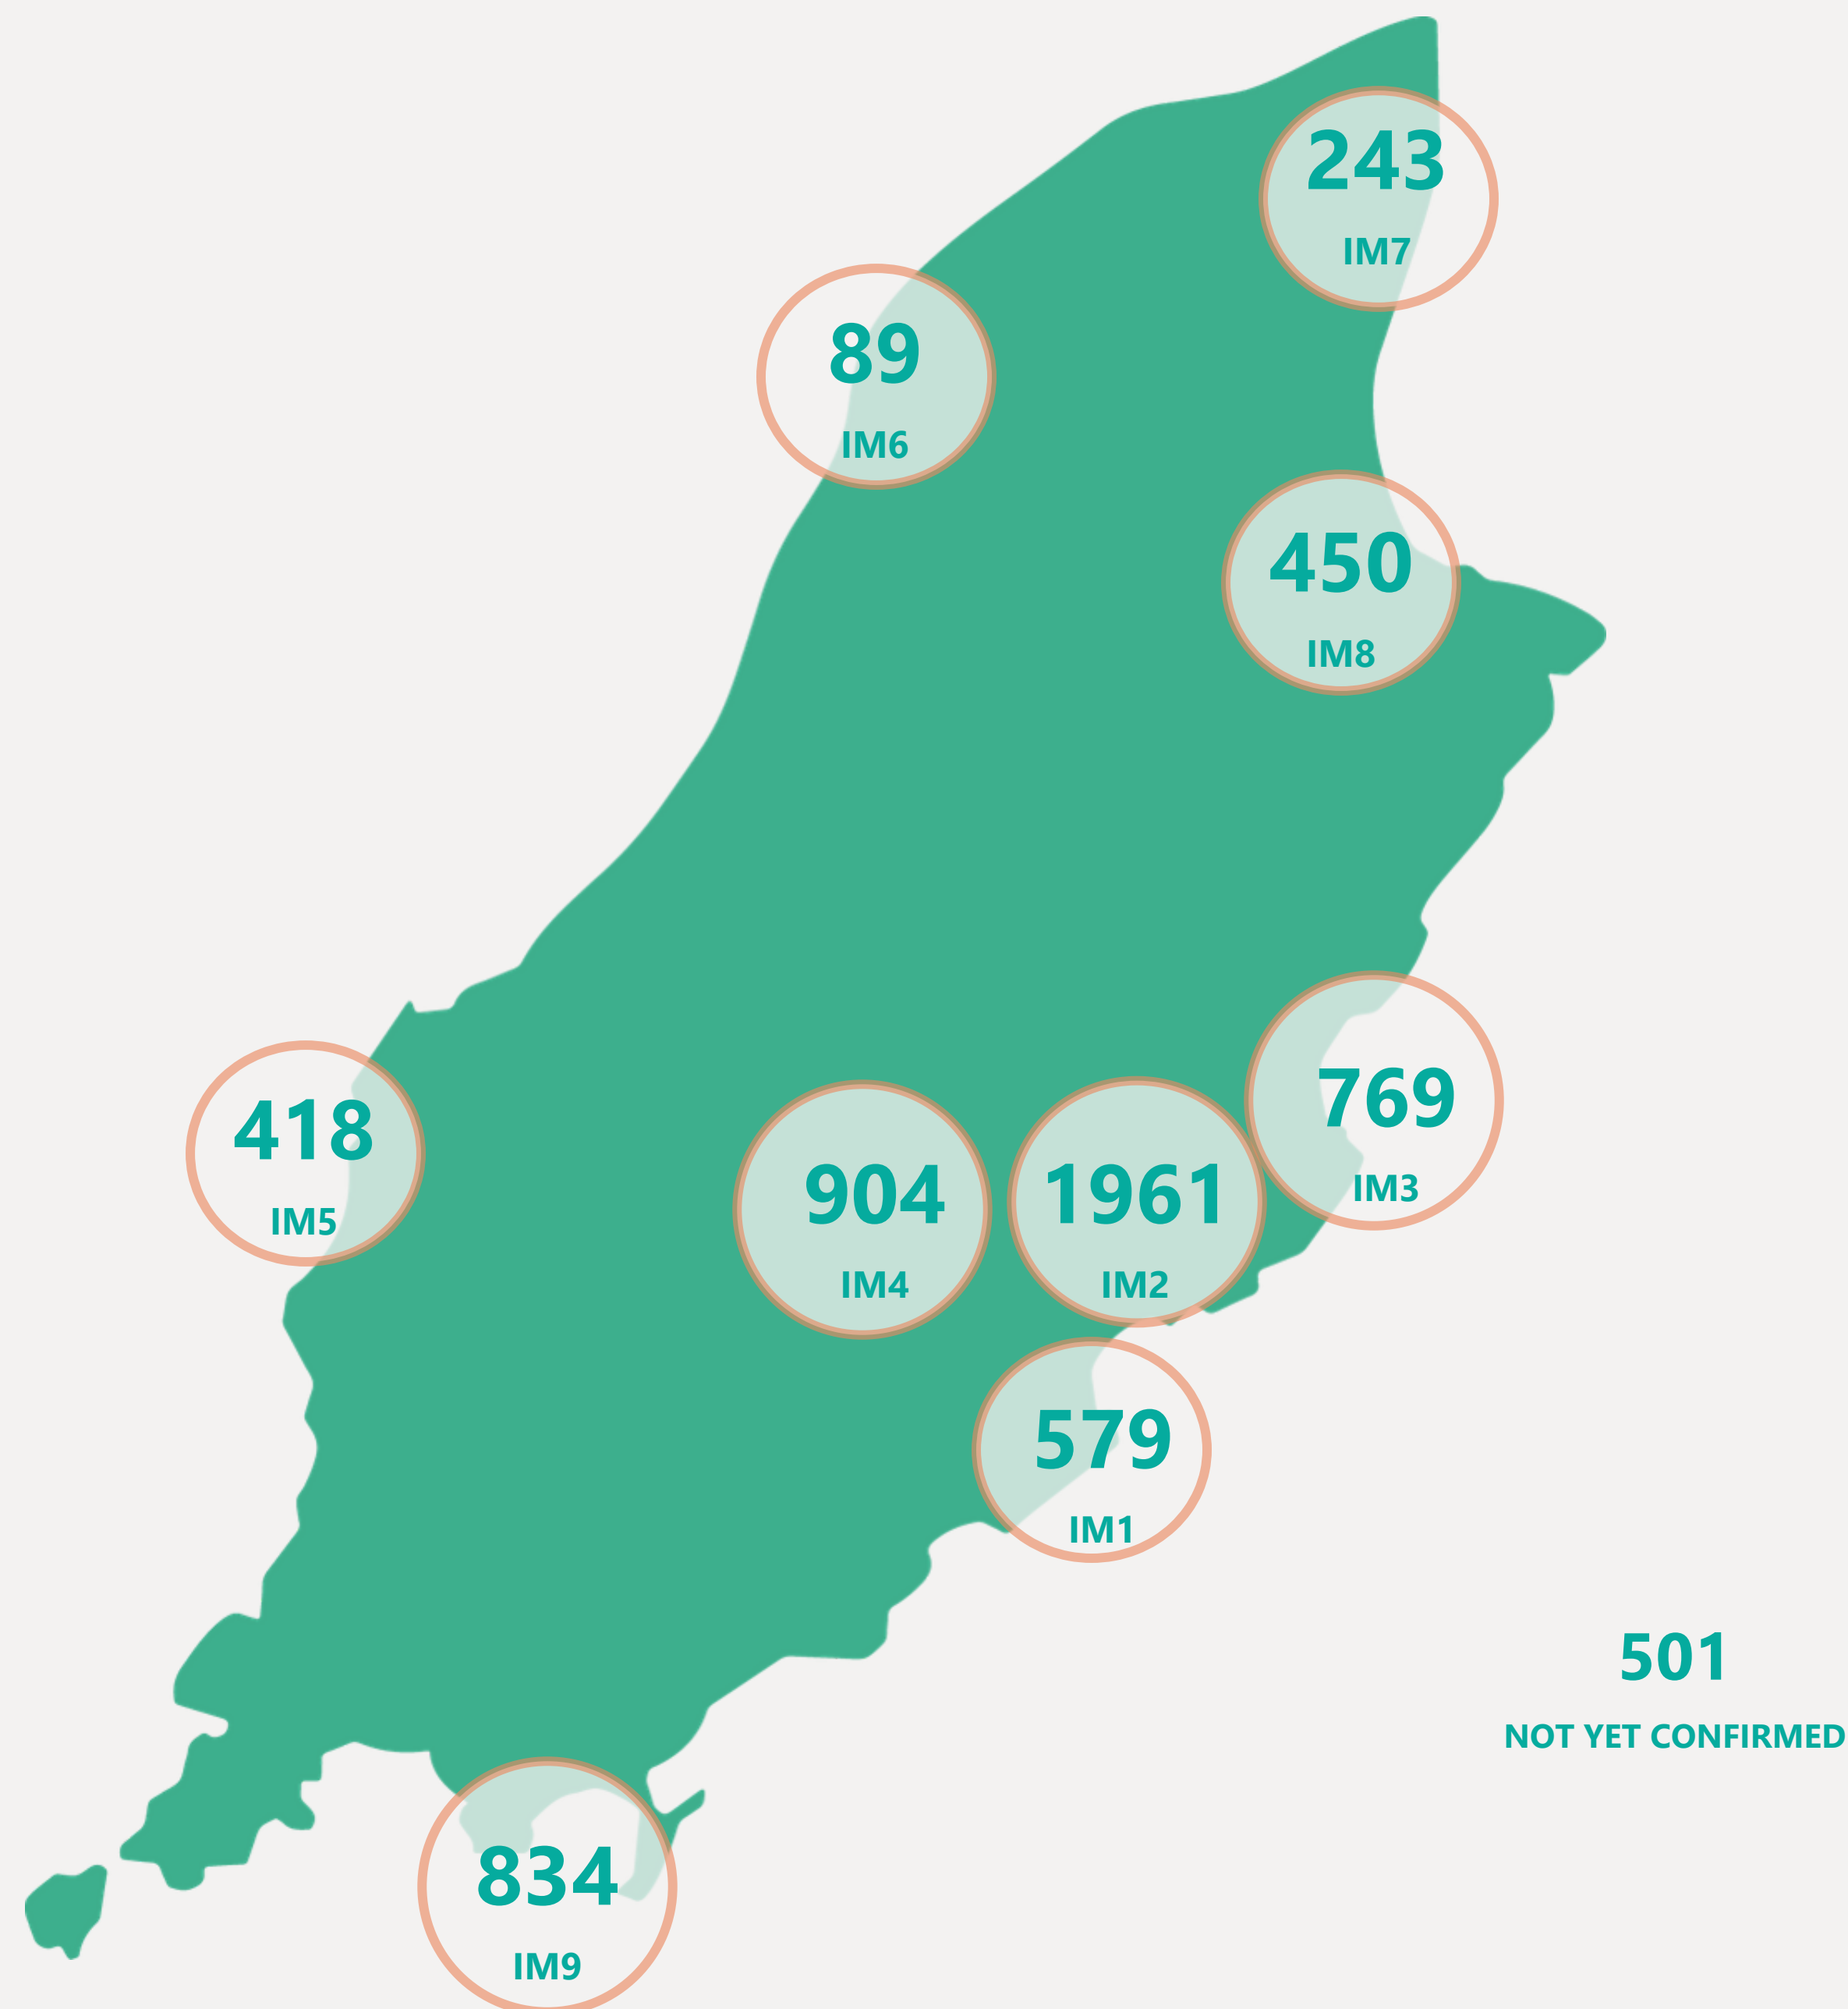 243
IM7
89
IM6
450
IM8
769
IM3
418
IM5
904
IM4
1961
IM2
579
IM1
501
NOT YET CONFIRMED
834
IM9